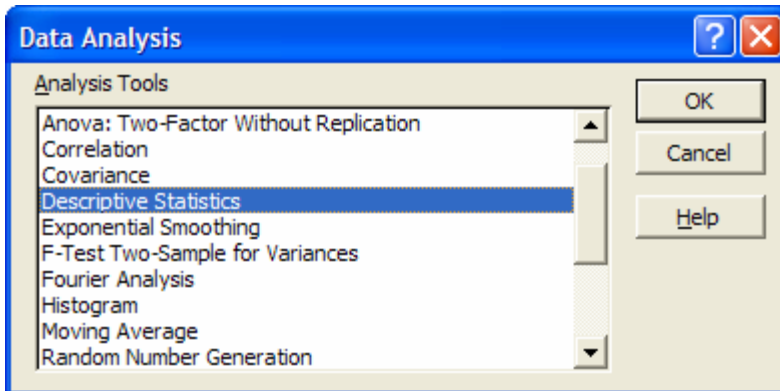 Data Analysis
Analysis Tools
Anova: Two-Factor Without Replication
Correlation
Covariance
Descriptive Statistics
Exponential Smoothing
F-Test Two-Sample for Variances
Fourier Analysis
Histogram
Moving Average
Random Number Generation
OK
Cancel
Help